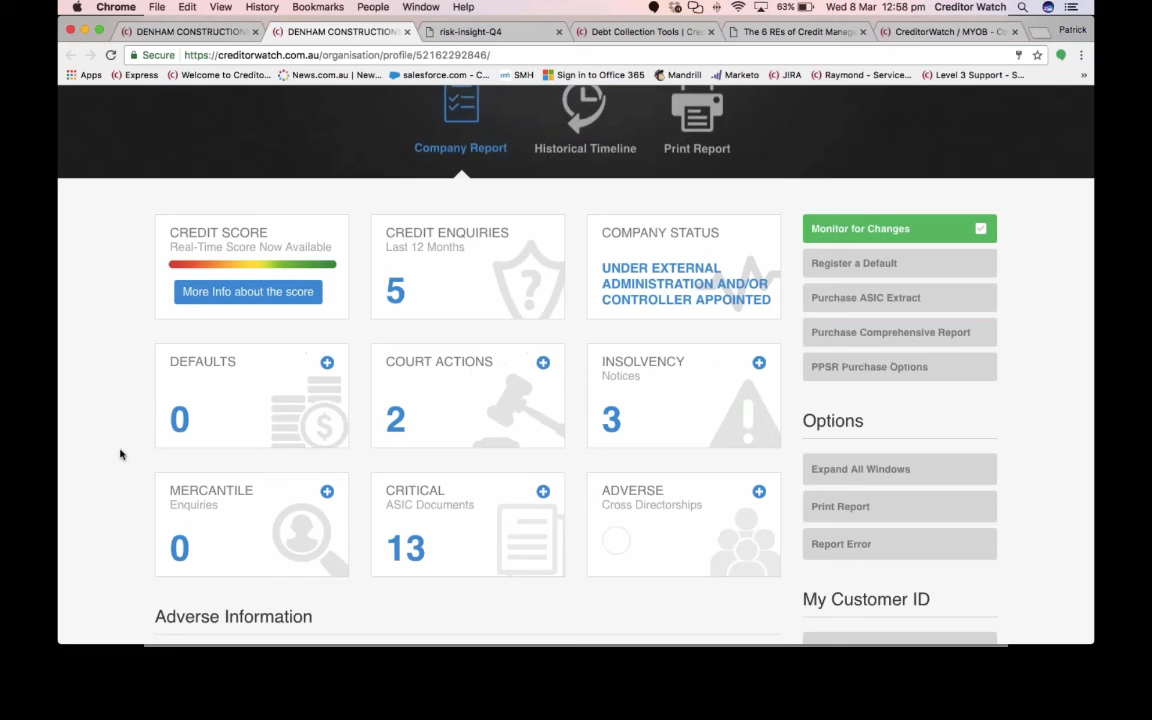 Chrome File Edit View History Bookmarks People Window Help 63% Wed 8 Mar 12:58 pm Creditor Watch
DENHAM CONSTRUCTION DENHAM CONSTRUCTION risk-insight-Q4 Debt Collection Tools | Cre The 6 REs of Credit Manag CreditorWatch / MYOB - Co Patrick
Secure https://creditorwatch.com.au/organisation/profile/52162292846/
Apps Express Welcome to Credito... News.com.au | New... salesforce.com - C... SMH Sign in to Office 365 Mandrill Marketo JIRA Raymond - Service... Level 3 Support - S... »
Company Report Historical Timeline Print Report
CREDIT SCORE
Real-Time Score Now Available
More Info about the score
CREDIT ENQUIRIES
Last 12 Months
5
COMPANY STATUS
UNDER EXTERNAL
ADMINISTRATION AND/OR
CONTROLLER APPOINTED
DEFAULTS
0
COURT ACTIONS
2
INSOLVENCY
Notices
3
MERCANTILE
Enquiries
0
CRITICAL
ASIC Documents
13
ADVERSE
Cross Directorships
Adverse Information
Monitor for Changes
Register a Default
Purchase ASIC Extract
Purchase Comprehensive Report
PPSR Purchase Options
Options
Expand All Windows
Print Report
Report Error
My Customer ID